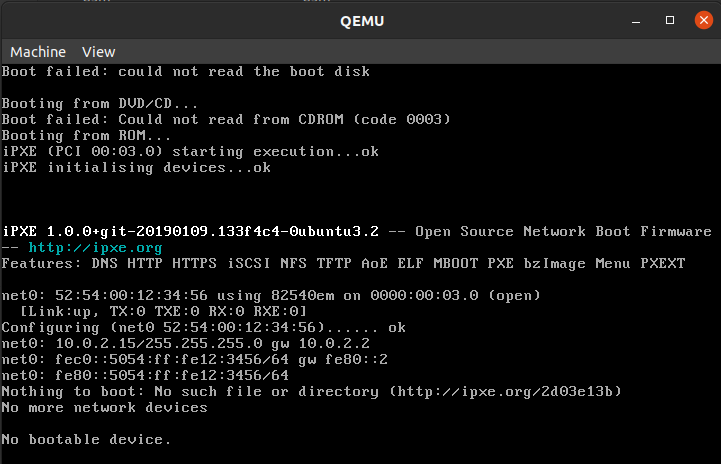 QEMU
Machine View
Boot failed: could not read the boot disk
Booting from DVD/CD...
Boot failed: Could not read from CDROM (code 0003)
Booting from ROM...
iPXE (PCI 00:03.0) starting execution...ok
iPXE initialising devices...ok
iPXE 1.0.0+git-20190109.133f4c4-0ubuntu3.2 -- Open Source Network Boot Firmware
-- http://ipxe.org
Features: DNS HTTP HTTPS iSCSI NFS TFTP AoE ELF MBOOT PXE bzImage Menu PXEXT
net0: 52:54:00:12:34:56 using 82540em on 0000:00:03.0 (open)
[Link:up, TX:0 TXE:0 RX:0 RXE:0]
Configuring (net0 52:54:00:12:34:56)...... ok
net0: 10.0.2.15/255.255.255.0 gw 10.0.2.2
net0: fec0::5054:ff:fe12:3456/64 gw fe80::2
net0: fe80::5054:ff:fe12:3456/64
Nothing to boot: No such file or directory (http://ipxe.org/2d03e13b)
No more network devices
No bootable device.